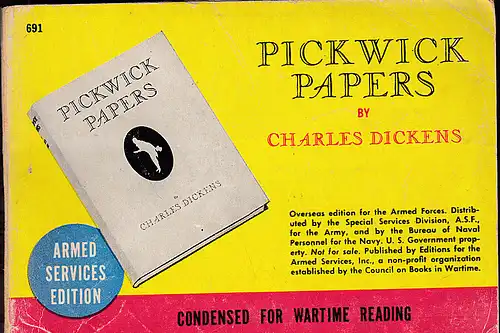 691
PICKWICK
PAPERS
BY
CHARLES DICKENS
PICKWICK
PAPERS
By
CHARLES DICKENS
Overseas edition for the Armed Forces. Distrib-
uted by the Special Services Division, A.S.F.,
for the Army, and by the Bureau of Naval
Personnel for the Navy. U. S. Government prop-
erty. Not for sale. Published by Editions for the
Armed Services, Inc., a non-profit organization
established by the Council on Books in Wartime.
ARMED
SERVICES
EDITION
CONDENSED FOR WARTIME READING